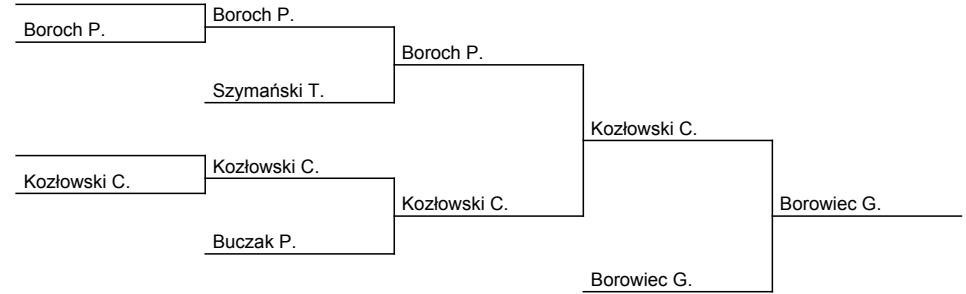 Boroch P.
Boroch P.
Boroch P.
Szymański T.
Kozłowski C.
Kozłowski C.
Kozłowski C.
Kozłowski C.
Borowiec G.
Buczak P.
Borowiec G.